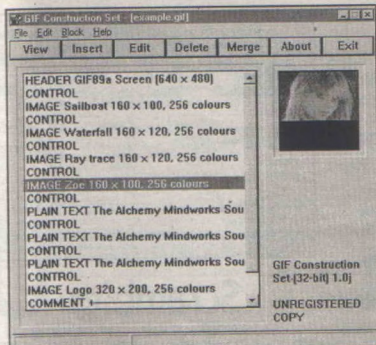 GIF Construction Set - [example.gif]
File Edit Block Help
View Insert Edit Delete Merge About Exit
HEADER GIF89a Screen (640 x 480)
CONTROL
IMAGE Sailboat 160 x 100, 256 colours
CONTROL
IMAGE Waterfall 160 x 120, 256 colours
CONTROL
IMAGE Ray trace 160 x 120, 256 colours
CONTROL
IMAGE Zoe 160 x 100, 256 colours
CONTROL
PLAIN TEXT The Alchemy Mindworks Sou
CONTROL
PLAIN TEXT The Alchemy Mindworks Sou
CONTROL
PLAIN TEXT The Alchemy Mindworks Sou
CONTROL
IMAGE Logo 320 x 200, 256 colours
COMMENT
GIF Construction
Set (32-bit) 1.0j
UNREGISTERED
COPY